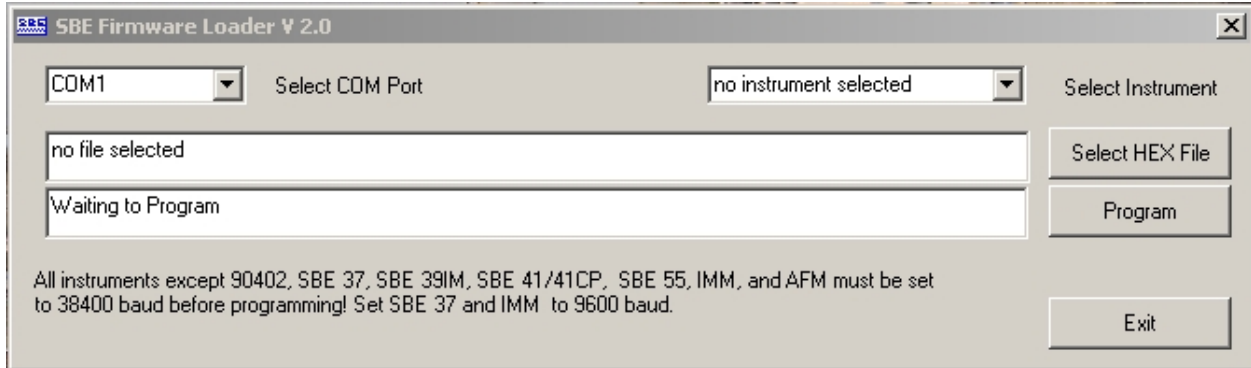 SBE Firmware Loader V 2.0
COM1
Select COM Port
no instrument selected
Select Instrument
no file selected
Select HEX File
Waiting to Program
Program
All instruments except 90402, SBE 37, SBE 39IM, SBE 41/41CP,  SBE 55, IMM, and AFM must be set
to 38400 baud before programming! Set SBE 37 and IMM  to 9600 baud.
Exit